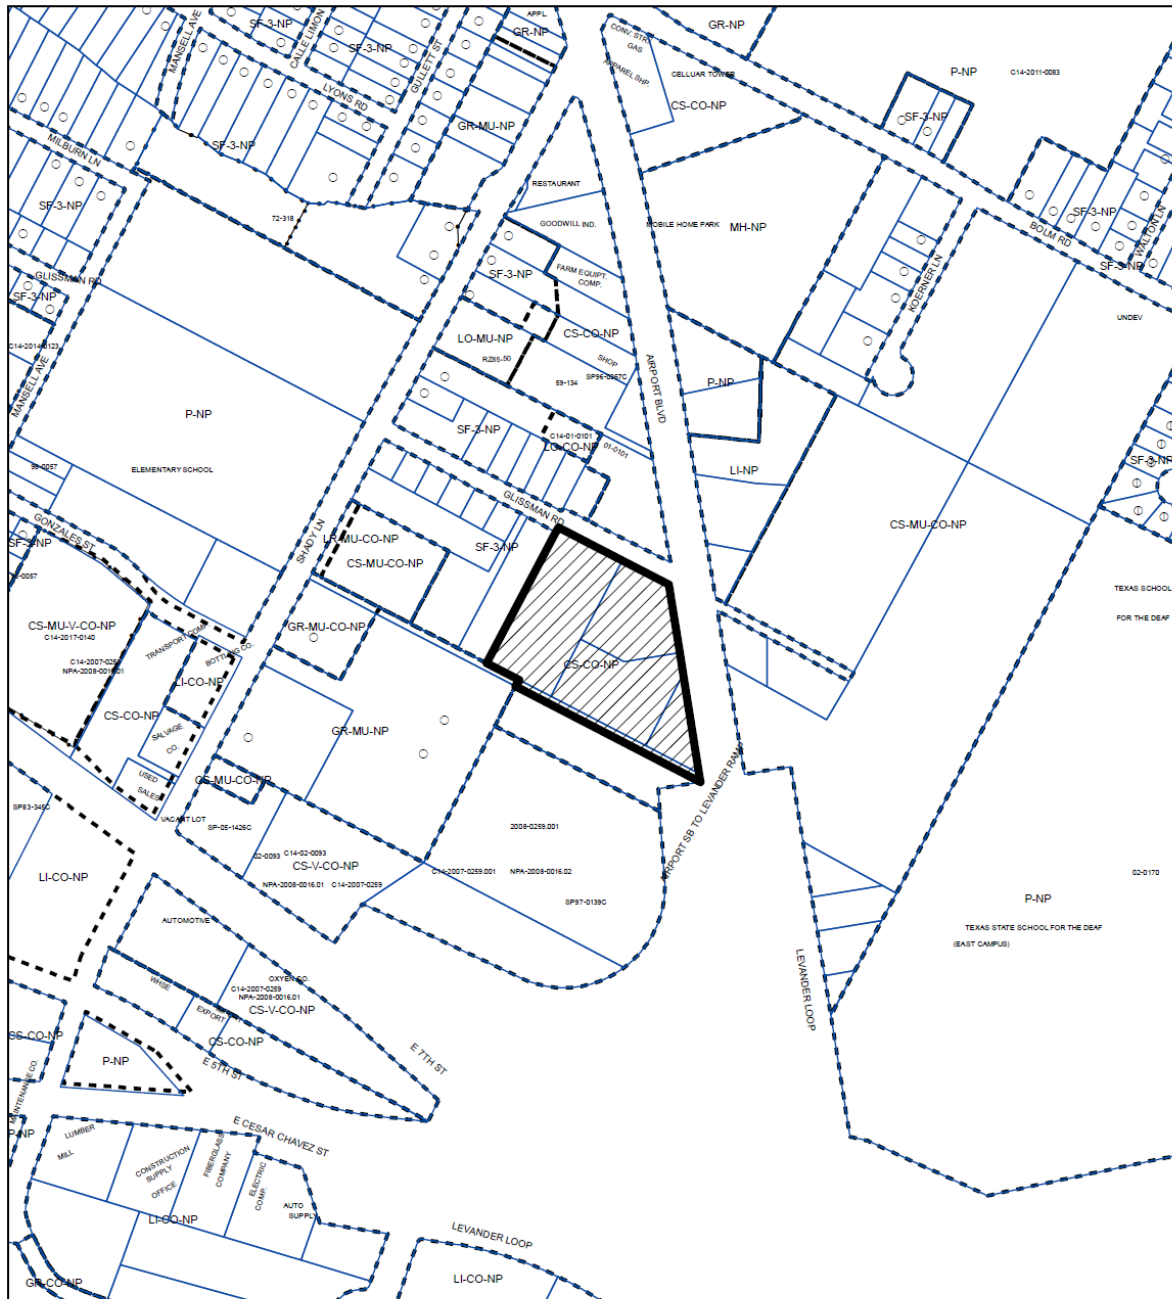 MANSELL AVE
SF-3-NP
CALLE LIMON
SF-3-NP
GULLETT ST
APPL.
GR-NP
CONV. STR/
GAS
APPAREL SHP.
GR-NP
CELLUAR TOWER
CS-CO-NP
P-NP
C14-2011-0083
SF-3-NP
LYONS RD
GR-MU-NP
SF-3-NP
MILBURN LN
SF-3-NP
72-318
RESTAURANT
GOODWILL IND.
MOBILE HOME PARK
MH-NP
KOERNER LN
BOLM RD
SF-3-NP
WALTON LN
SF-3-NP
UNDEV
GLISSMAN RD
SF-3-NP
SF-3-NP
FARM EQUIPT.
COMP.
CS-CO-NP
LO-MU-NP
RZ85-50
SHOP
SP96-0367C
59-134
C14-2014-0123
MANSELL AVE
AIRPORT BLVD
P-NP
P-NP
ELEMENTARY SCHOOL
SF-3-NP
C14-01-0101
LO-CO-NP
01-0101
LI-NP
SF-3-NP
CS-MU-CO-NP
GONZALES ST
SF-3-NP
SHADY LN
GLISSMAN RD
LR-MU-CO-NP
CS-MU-CO-NP
SF-3-NP
TEXAS SCHOOL
FOR THE DEAF
CS-MU-V-CO-NP
C14-2017-0140
TRANSPORT COMP.
BOTTLING CO.
GR-MU-CO-NP
NPA-2008-0016.01
LI-CO-NP
CS-CO-NP
CS-CO-NP
SALVAGE
CO.
GR-MU-NP
USED
SALES
CS-MU-CO-NP
AIRPORT SB TO LEVANDER RAMP
SP83-345C
VACANT LOT
SP-05-1426C
2008-0259.001
02-0093
C14-02-0093
CS-V-CO-NP
C14-2007-0259.001
NPA-2008-0016.02
NPA-2008-0016.01
C14-2007-0259
SP97-0139C
LI-CO-NP
02-0170
P-NP
TEXAS STATE SCHOOL FOR THE DEAF
(EAST CAMPUS)
AUTOMOTIVE
LEVANDER LOOP
WHSE
OXYEN CO.
C14-2007-0259
NPA-2008-0016.01
CS-V-CO-NP
EXPORT
CS-CO-NP
CS-CO-NP
P-NP
E 5TH ST
E 7TH ST
MAINTENANCE CO.
P-NP
LUMBER
MILL
E CESAR CHAVEZ ST
CONSTRUCTION
SUPPLY
OFFICE
FIBERGLASS
COMPANY
ELECTRIC
COMP.
AUTO
SUPPLY
LI-CO-NP
LEVANDER LOOP
GR-CO-NP
LI-CO-NP